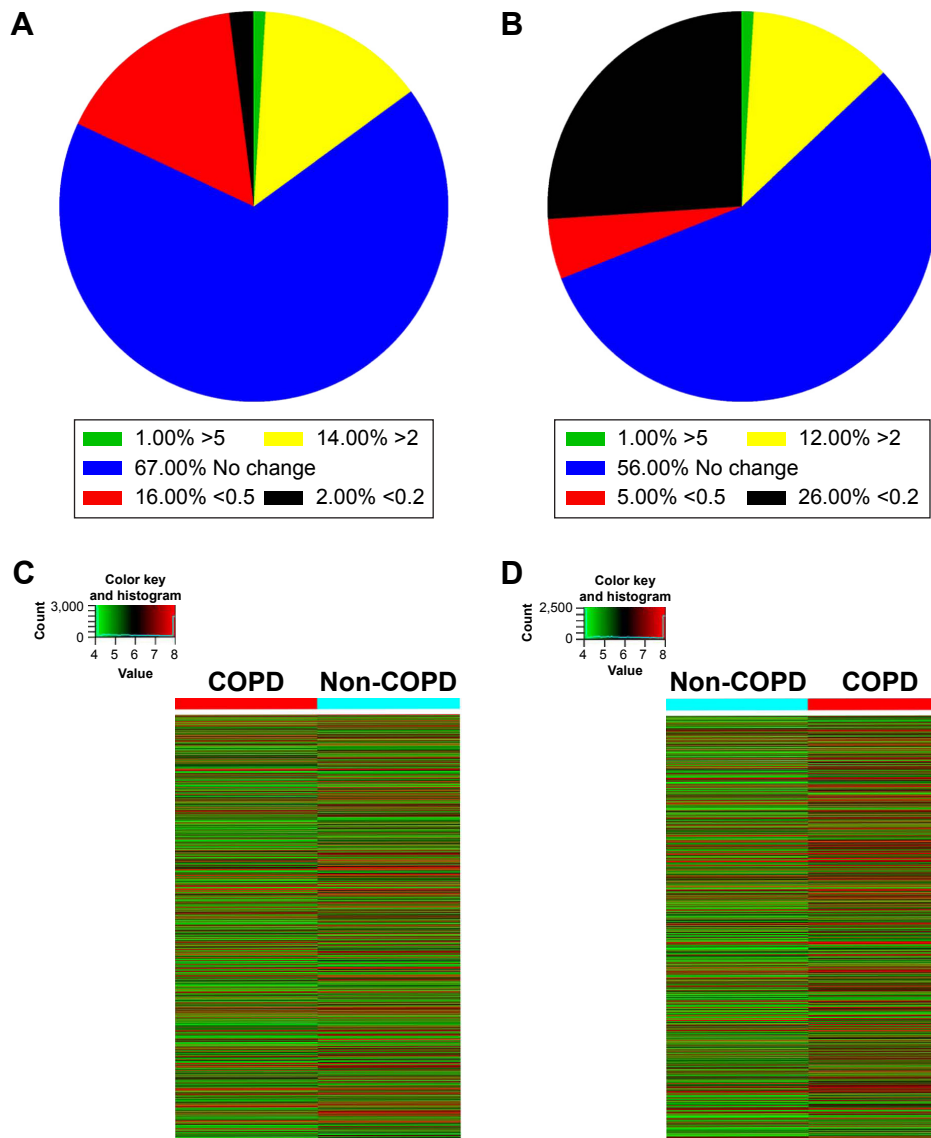 A
1.00% >5 14.00% >2
67.00% No change
16.00% <0.5 2.00% <0.2
B
1.00% >5 12.00% >2
56.00% No change
5.00% <0.5 26.00% <0.2
C
Color key
and histogram
Count
3,000
0
4 5 6 7 8
Value
COPD Non-COPD
D
Color key
and histogram
Count
2,500
0
4 5 6 7 8
Value
Non-COPD COPD